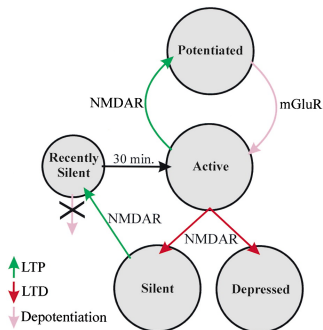 Potentiated
NMDAR
mGluR
Recently
Silent
30 min.
Active
NMDAR
NMDAR
Silent
Depressed
LTP
LTD
Depotentiation